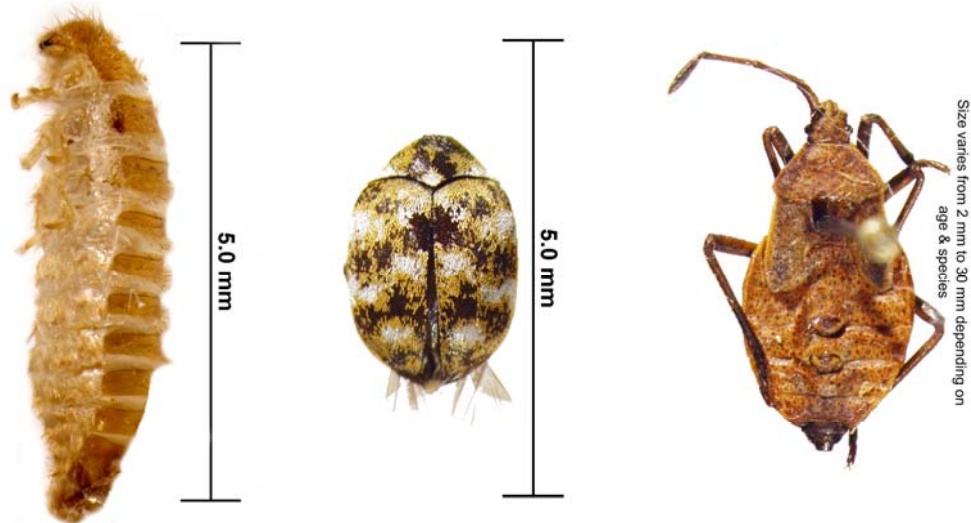 5.0 mm
5.0 mm
Size varies from 2 mm to 30 mm depending on
age & species